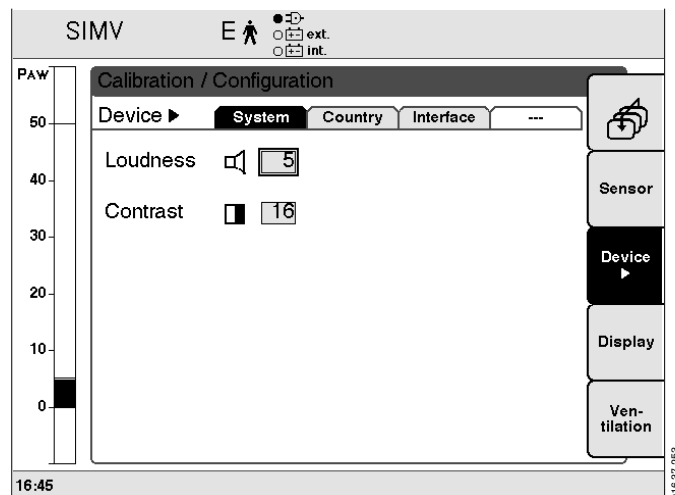 SIMV E ext.
int.
PAW
Calibration / Configuration
Device ▶ System Country Interface ---
Loudness 5
Contrast 16
50
40
30
20
10
0
Sensor
Device
▶
Display
Ven-
tilation
16:45